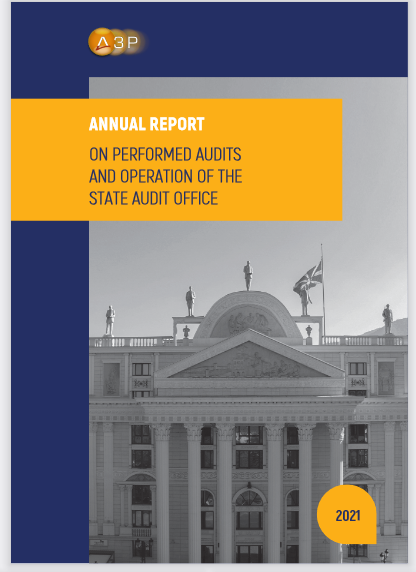 ДЗР
ANNUAL REPORT
ON PERFORMED AUDITS
AND OPERATION OF THE
STATE AUDIT OFFICE
2021